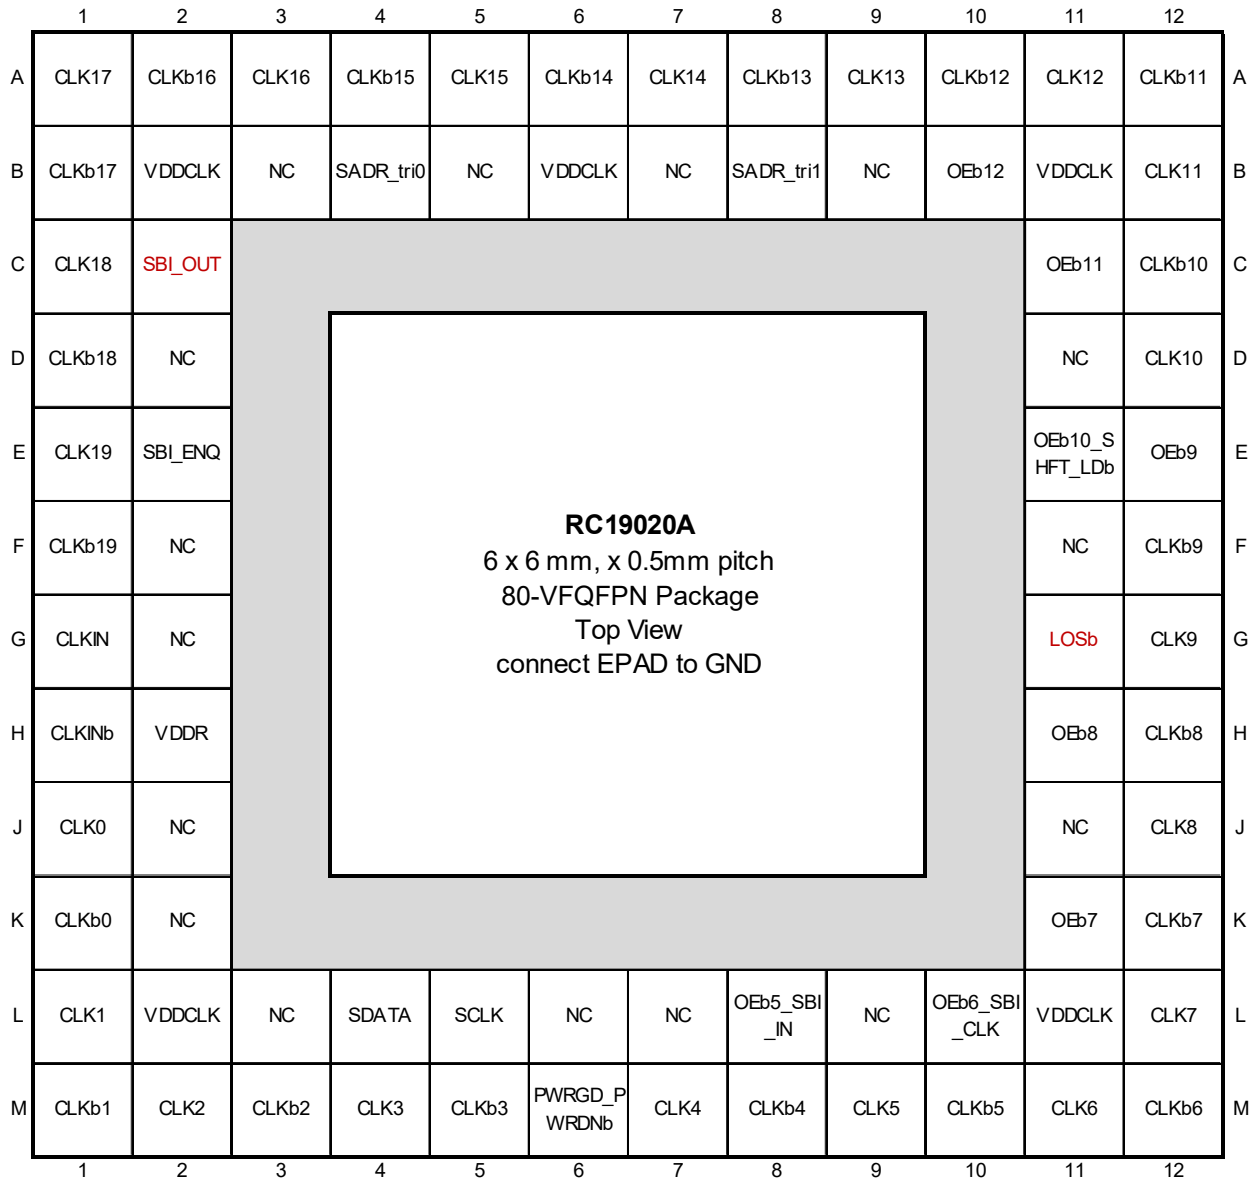 1 2 3 4 5 6 7 8 9 10 11 12
A CLK17 CLKb16 CLK16 CLKb15 CLK15 CLKb14 CLK14 CLKb13 CLK13 CLKb12 CLK12 CLKb11 A
B CLKb17 VDDCLK NC SADR_tri0 NC VDDCLK NC SADR_tri1 NC OEb12 VDDCLK CLK11 B
C CLK18 SBI_OUT OEb11 CLKb10 C
D CLKb18 NC NC CLK10 D
E CLK19 SBI_ENQ OEb10_S
HFT_LDb OEb9 E
RC19020A
F CLKb19 NC NC CLKb9 F
6 x 6 mm, x 0.5mm pitch
80-VFQFPN Package
Top View
G CLKIN NC LOSb CLK9 G
connect EPAD to GND
H CLKINb VDDR OEb8 CLKb8 H
J CLK0 NC NC CLK8 J
K CLKb0 NC OEb7 CLKb7 K
L CLK1 VDDCLK NC SDATA SCLK NC NC OEb5_SBI
_IN NC OEb6_SBI
_CLK VDDCLK CLK7 L
M CLKb1 CLK2 CLKb2 CLK3 CLKb3 PWRGD_P
WRDNb CLK4 CLKb4 CLK5 CLKb5 CLK6 CLKb6 M
1 2 3 4 5 6 7 8 9 10 11 12